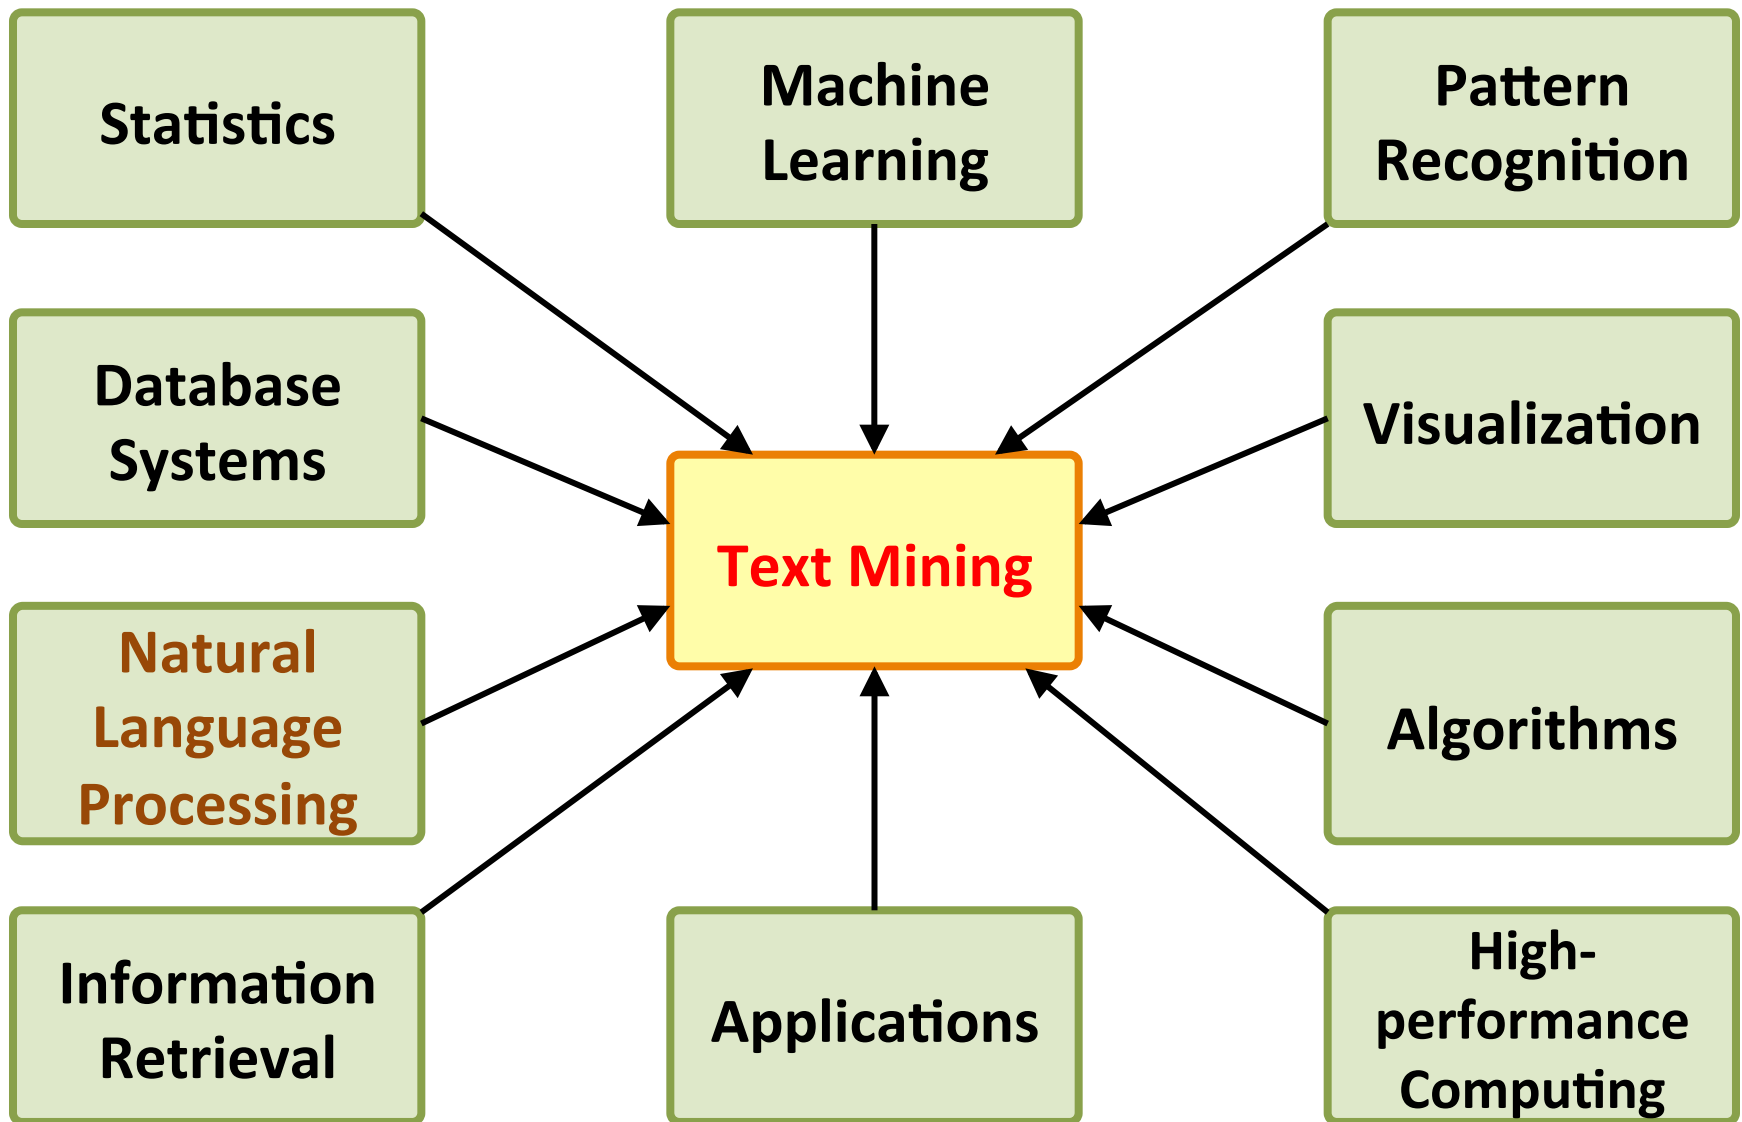 Statistics
Machine
Learning
Pattern
Recognition
Database
Systems
Visualization
Text Mining
Natural
Language
Processing
Algorithms
Information
Retrieval
Applications
High-
performance
Computing